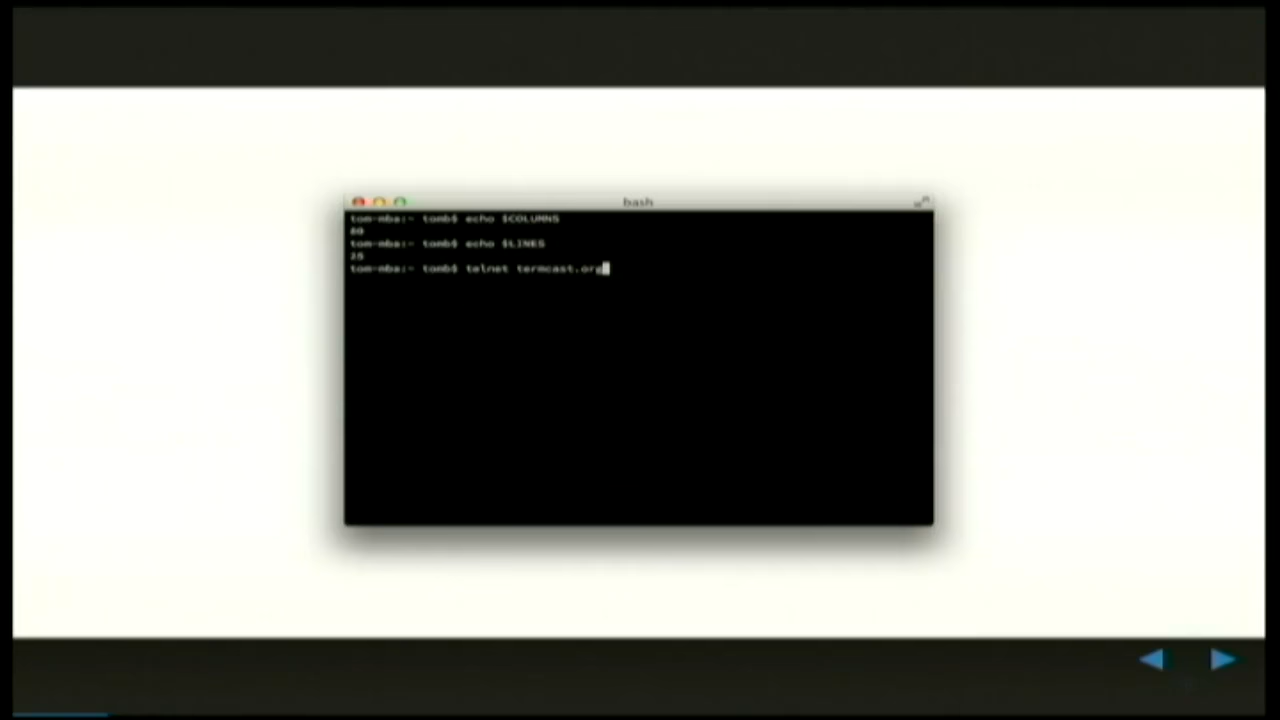 bash
tom-mba:~ tomb$ echo $COLUMNS
80
tom-mba:~ tomb$ echo $LINES
25
tom-mba:~ tomb$ telnet termcast.org